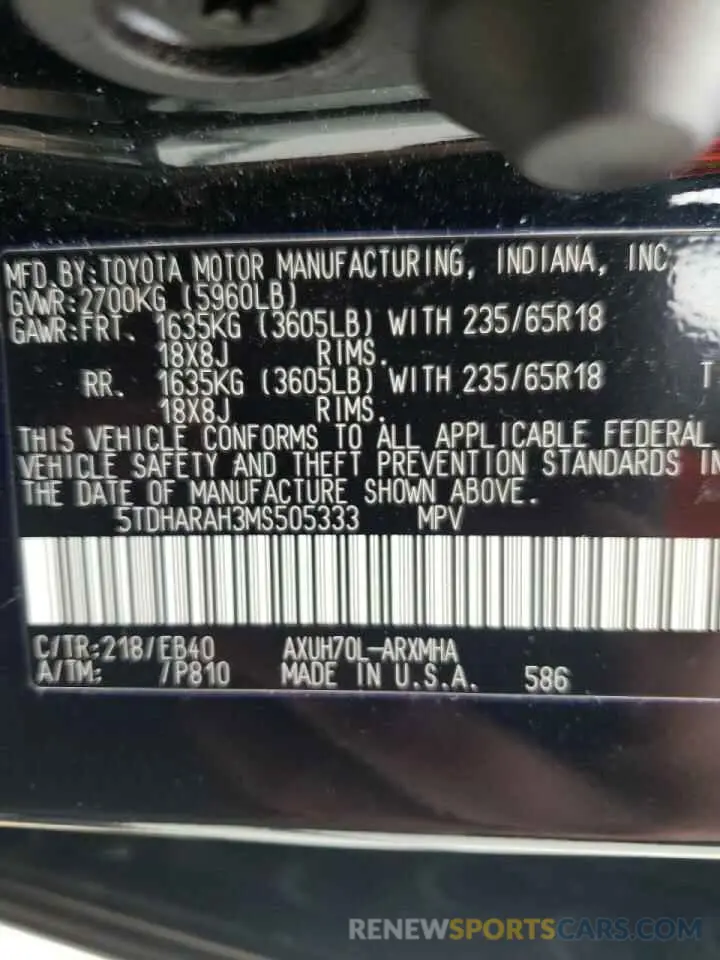 MFD.BY:TOYOTA MOTOR MANUFACTURING, INDIANA, INC
GVWR:2700KG (5960LB)
GAWR:FRT. 1635KG (3605LB) WITH 235/65R18
18X8J RIMS.
RR. 1635KG (3605LB) WITH 235/65R18 T
18X8J RIMS.
THIS VEHICLE CONFORMS TO ALL APPLICABLE FEDERAL
VEHICLE SAFETY AND THEFT PREVENTION STANDARDS IN
THE DATE OF MANUFACTURE SHOWN ABOVE.
5TDHARAH3MS505333 MPV
C/TR:218/EB40 AXUH70L-ARXMHA
A/TM: /P810 MADE IN U.S.A. 586
RENEWSPORTSCARS.COM